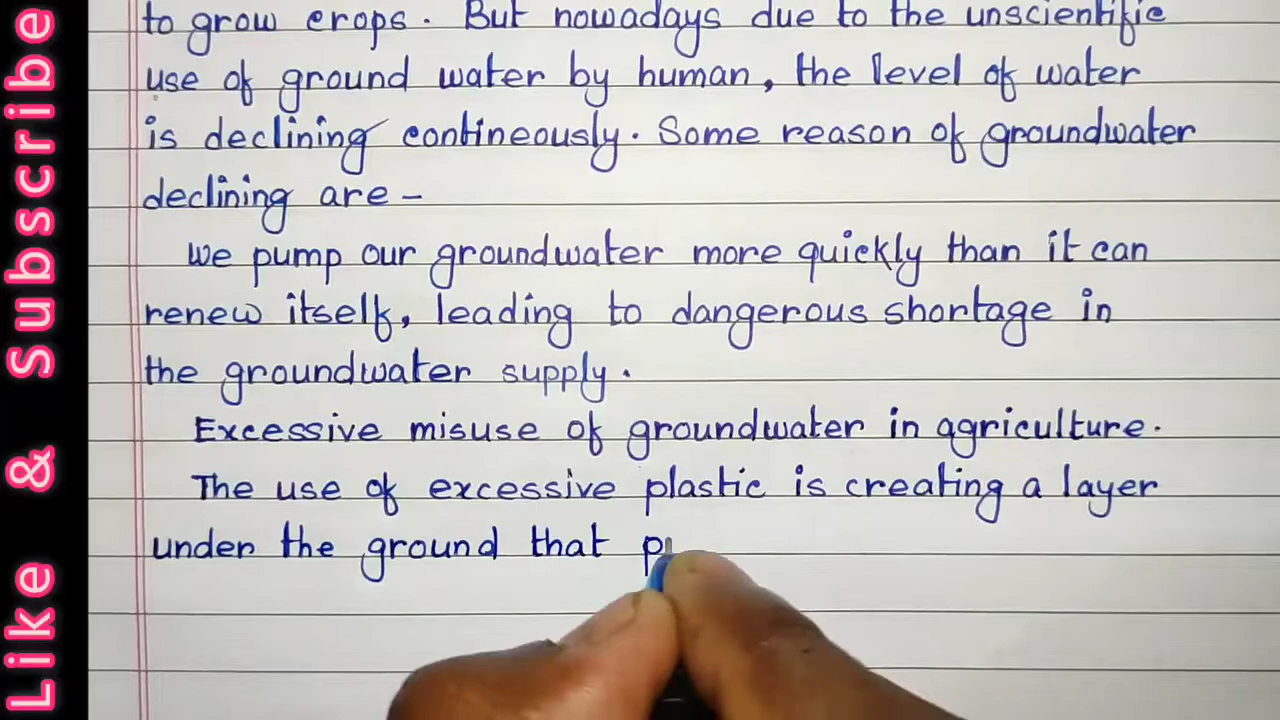 to grow crops. But nowadays due to the unscientific
use of ground water by human, the level of water
is declining contineously. Some reason of groundwater
declining are -
We pump our groundwater more quickly than it can
renew itself, leading to dangerous shortage in
the groundwater supply.
Excessive misuse of groundwater in agriculture.
The use of excessive plastic is creating a layer
under the ground that
Like & Subscribe